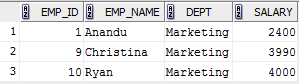 EMP_ID EMP_NAME DEPT SALARY
1 1 Anandu Marketing 2400
2 9 Christina Marketing 3990
3 10 Ryan Marketing 4000